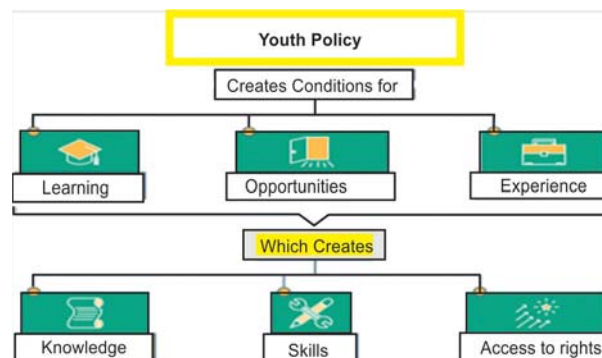 Youth Policy
Creates Conditions for
Learning
Opportunities
Experience
Which Creates
Knowledge
Skills
Access to rights